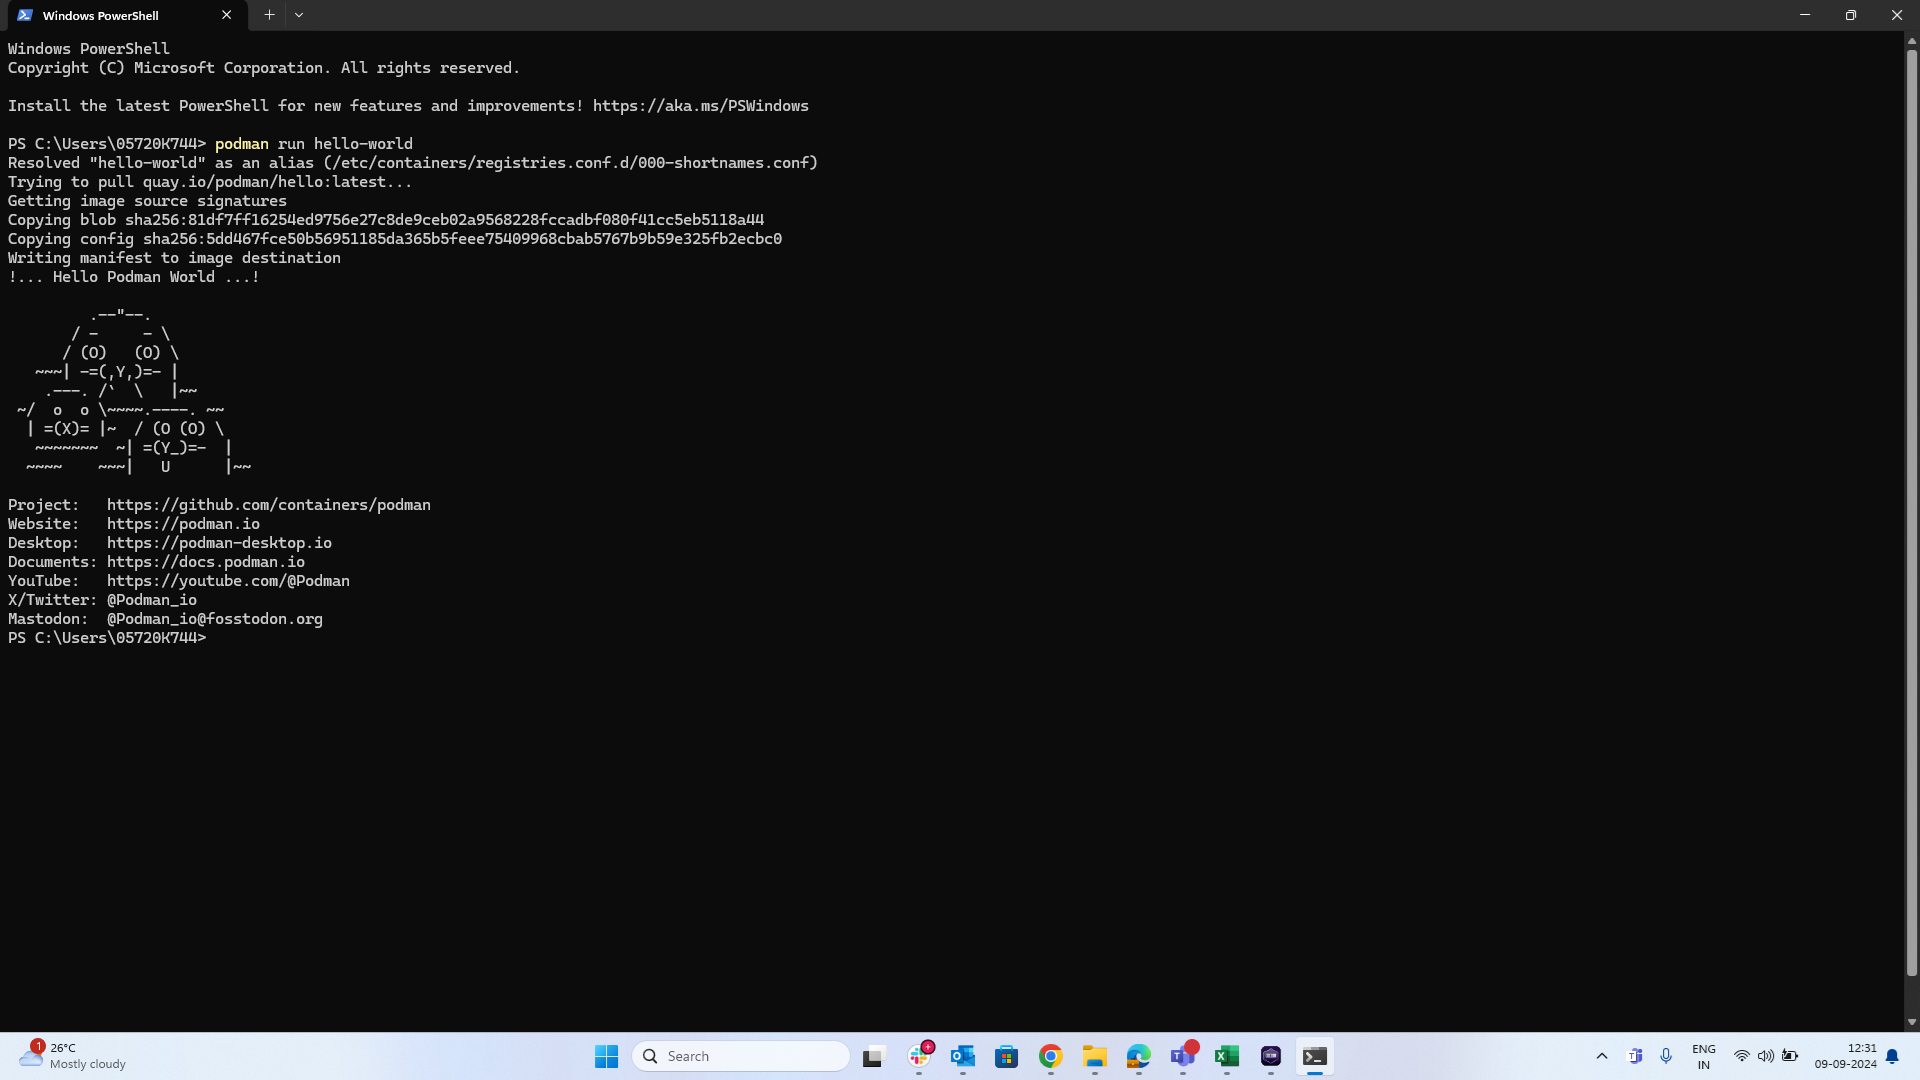 Windows PowerShell
Windows PowerShell
Copyright (C) Microsoft Corporation. All rights reserved.

Install the latest PowerShell for new features and improvements! https://aka.ms/PSWindows

PS C:\Users\05720K744> podman run hello-world
Resolved "hello-world" as an alias (/etc/containers/registries.conf.d/000-shortnames.conf)
Trying to pull quay.io/podman/hello:latest...
Getting image source signatures
Copying blob sha256:81df7ff16254ed9756e27c8de9ceb02a9568228fccadbf080f41cc5eb5118a44
Copying config sha256:5dd467fce50b56951185da365b5feee75409968cbab5767b9b59e325fb2ecbc0
Writing manifest to image destination
!... Hello Podman World ...!

         .--"--.
       / -     - \
      / (O)   (O) \
   ~~~| -=(,Y,)=- |
    .---. /`  \   |~~
 ~/  o  o \~~~~.----. ~~
  | =(X)= |~  / (O (O) \
   ~~~~~~~  ~| =(Y_)=-  |
  ~~~~    ~~~|   U      |~~

Project:   https://github.com/containers/podman
Website:   https://podman.io
Desktop:   https://podman-desktop.io
Documents: https://docs.podman.io
YouTube:   https://youtube.com/@Podman
X/Twitter: @Podman_io
Mastodon:  @Podman_io@fosstodon.org
PS C:\Users\05720K744>
1
26°C
Mostly cloudy
Search
ENG
IN
12:31
09-09-2024